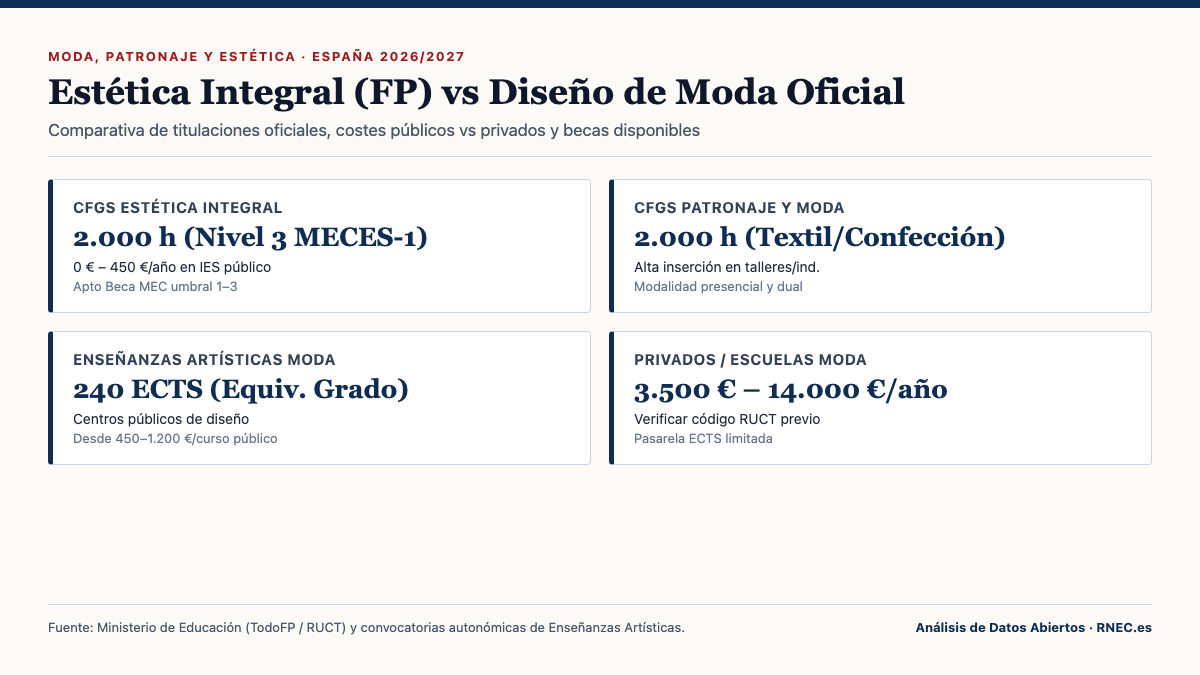 MODA, PATRONAJE Y ESTÉTICA · ESPAÑA 2026/2027
Estética Integral (FP) vs Diseño de Moda Oficial
Comparativa de titulaciones oficiales, costes públicos vs privados y becas disponibles
CFGS ESTÉTICA INTEGRAL
2.000 h (Nivel 3 MECES-1)
0 € – 450 €/año en IES público
Apto Beca MEC umbral 1–3
CFGS PATRONAJE Y MODA
2.000 h (Textil/Confección)
Alta inserción en talleres/ind.
Modalidad presencial y dual
ENSEÑANZAS ARTÍSTICAS MODA
240 ECTS (Equiv. Grado)
Centros públicos de diseño
Desde 450–1.200 €/curso público
PRIVADOS / ESCUELAS MODA
3.500 € – 14.000 €/año
Verificar código RUCT previo
Pasarela ECTS limitada
Fuente: Ministerio de Educación (TodoFP / RUCT) y convocatorias autonómicas de Enseñanzas Artísticas.
Análisis de Datos Abiertos · RNEC.es